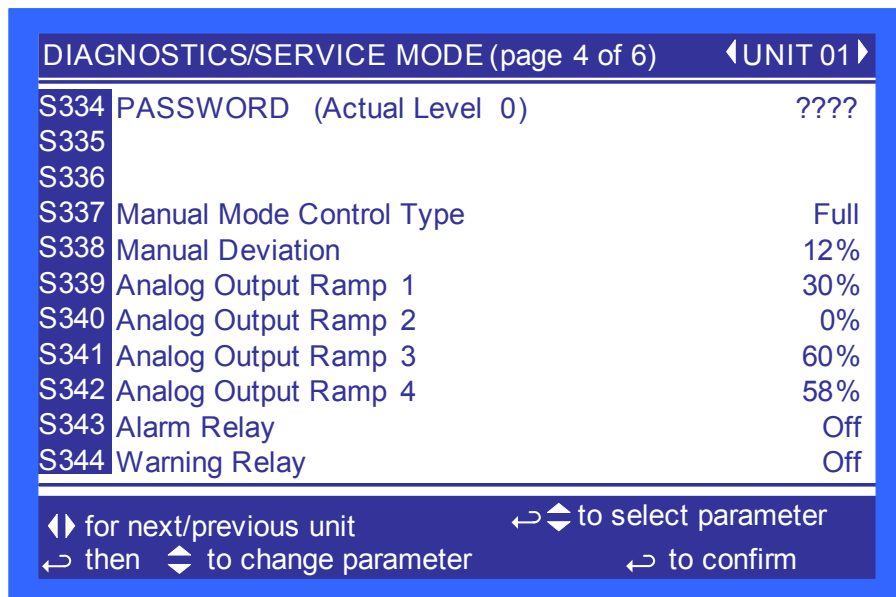 DIAGNOSTICS/SERVICE MODE (page 4 of 6) UNIT 01
S334 PASSWORD (Actual Level 0) ????
S335
S336
S337 Manual Mode Control Type Full
S338 Manual Deviation 12%
S339 Analog Output Ramp 1 30%
S340 Analog Output Ramp 2 0%
S341 Analog Output Ramp 3 60%
S342 Analog Output Ramp 4 58%
S343 Alarm Relay Off
S344 Warning Relay Off
for next/previous unit to select parameter
then to change parameter to confirm